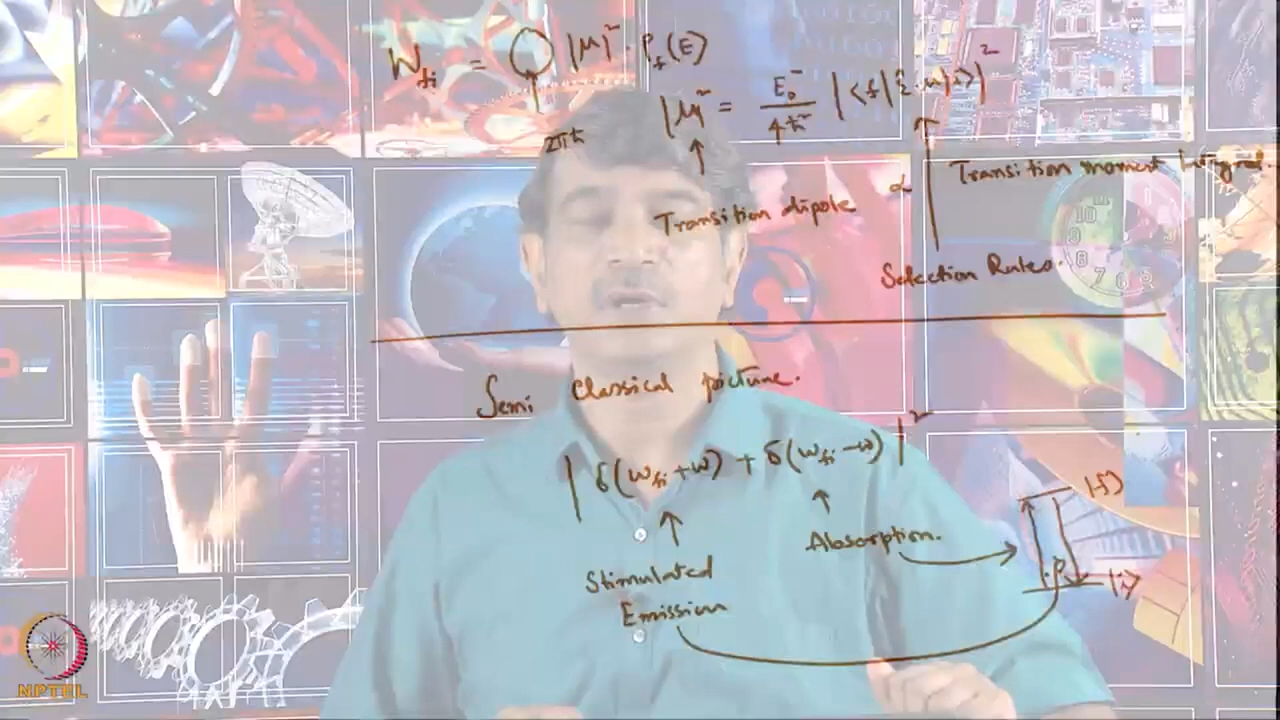 W_fi = |μ|² · ρ_f(E)
2πħ
|μ|² = E₀² / 4ħ² |⟨f|ε̂·μ|i⟩|²
Transition dipole ∝ Transition moment Integral.
Selection Rules.
Semi Classical picture.
| δ(ω_fi+ω) + δ(ω_fi−ω) |²
Absorption.
Stimulated
Emission
|f⟩
|i⟩
NPTEL